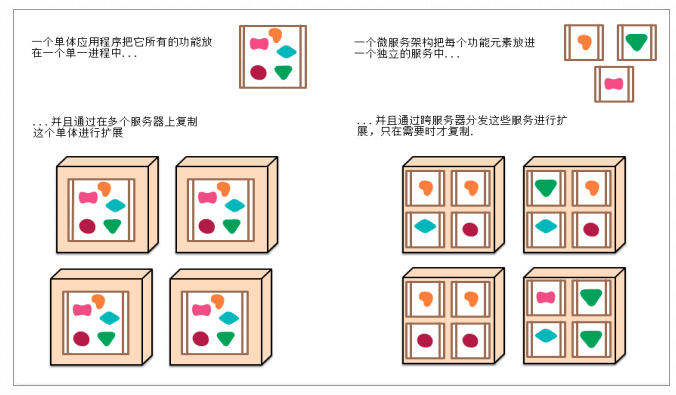 一个单体应用程序把它所有的功能放
在一个单一进程中...
...并且通过在多个服务器上复制
这个单体进行扩展
一个微服务架构把每个功能元素放进
一个独立的服务中...
...并且通过跨服务器分发这些服务进行扩
展，只在需要时才复制.